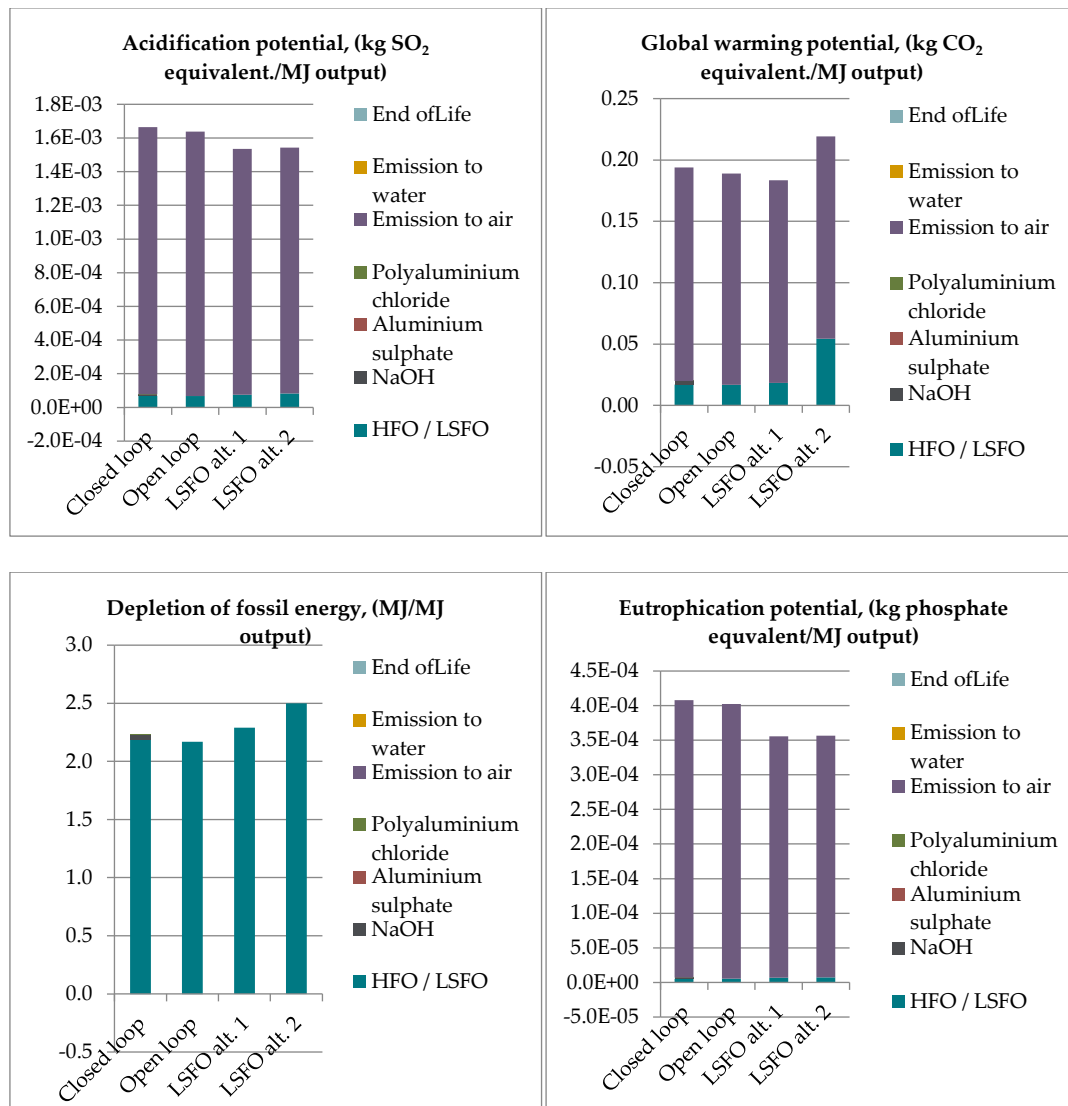 Acidification potential, (kg SO₂
equivalent./MJ output)
1.8E-03
1.6E-03
1.4E-03
1.2E-03
1.0E-03
8.0E-04
6.0E-04
4.0E-04
2.0E-04
0.0E+00
-2.0E-04
Closed loop
Open loop
LSFO alt. 1
LSFO alt. 2
End ofLife
Emission to
water
Emission to air
Polyaluminium
chloride
Aluminium
sulphate
NaOH
HFO / LSFO
Global warming potential, (kg CO₂
equivalent./MJ output)
0.25
0.20
0.15
0.10
0.05
0.00
-0.05
Closed loop
Open loop
LSFO alt. 1
LSFO alt. 2
End ofLife
Emission to
water
Emission to air
Polyaluminium
chloride
Aluminium
sulphate
NaOH
HFO / LSFO
Depletion of fossil energy, (MJ/MJ
output)
3.0
2.5
2.0
1.5
1.0
0.5
0.0
-0.5
Closed loop
Open loop
LSFO alt. 1
LSFO alt. 2
End ofLife
Emission to
water
Emission to air
Polyaluminium
chloride
Aluminium
sulphate
NaOH
HFO / LSFO
Eutrophication potential, (kg phosphate
equvalent/MJ output)
4.5E-04
4.0E-04
3.5E-04
3.0E-04
2.5E-04
2.0E-04
1.5E-04
1.0E-04
5.0E-05
0.0E+00
-5.0E-05
Closed loop
Open loop
LSFO alt. 1
LSFO alt. 2
End ofLife
Emission to
water
Emission to air
Polyaluminium
chloride
Aluminium
sulphate
NaOH
HFO / LSFO